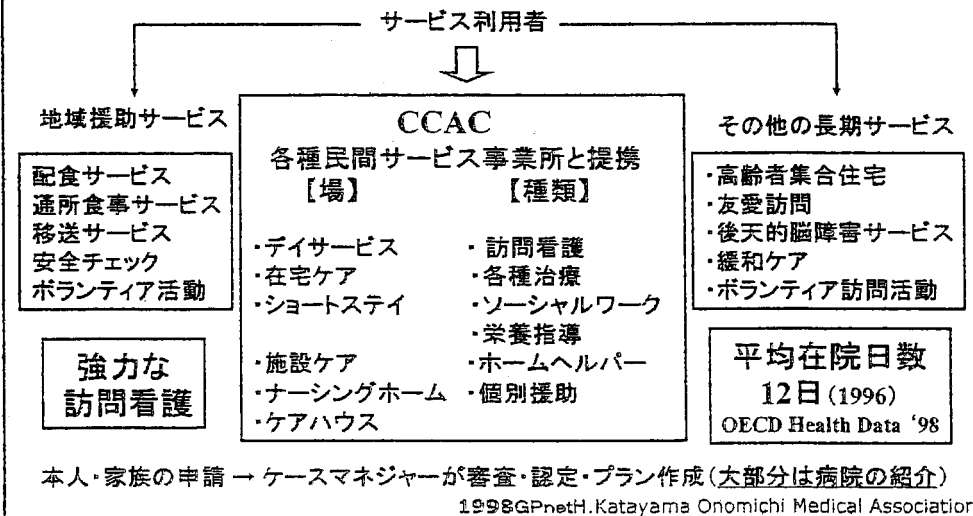 サービス利用者
地域援助サービス
配食サービス
通所食事サービス
移送サービス
安全チェック
ボランティア活動
強力な
訪問看護
CCAC
各種民間サービス事業所と提携
【場】 【種類】
・デイサービス ・訪問看護
・在宅ケア ・各種治療
・ショートステイ ・ソーシャルワーク
・栄養指導
・施設ケア ・ホームヘルパー
・ナーシングホーム ・個別援助
・ケアハウス
その他の長期サービス
・高齢者集合住宅
・友愛訪問
・後天的脳障害サービス
・緩和ケア
・ボランティア訪問活動
平均在院日数
12日(1996)
OECD Health Data '98
本人・家族の申請 → ケースマネジャーが審査・認定・プラン作成(大部分は病院の紹介)
1998GPnetH.Katayama Onomichi Medical Association